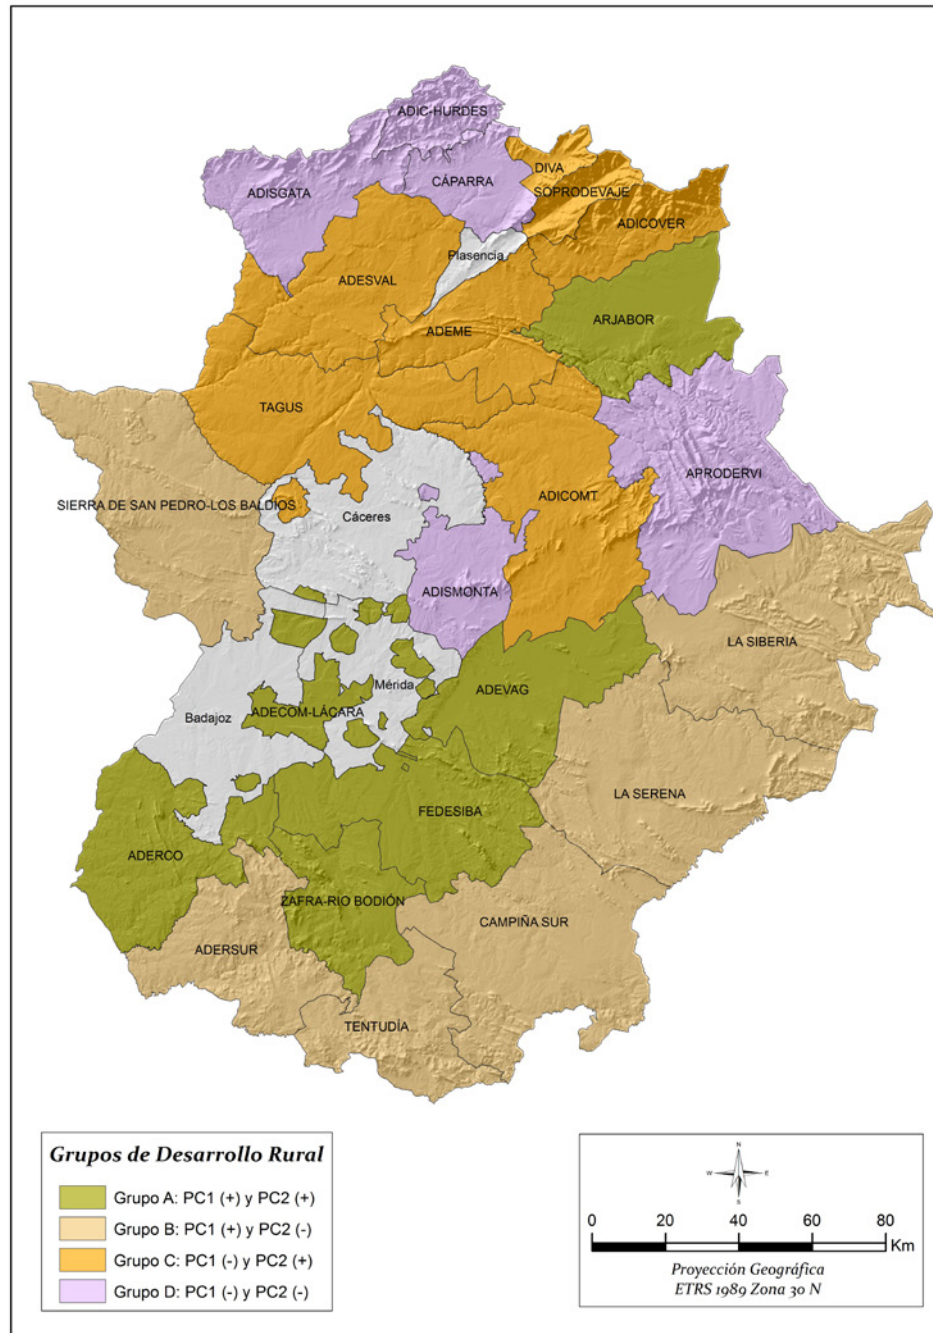 ADIC-HURDES
DIVA
CÁPARRA
SOPRODEVAJE
ADISGATA
ADICOVER
Plasencia
ADESVAL
ARJABOR
ADEME
TAGUS
APRODERVI
ADICOMT
SIERRA DE SAN PEDRO-LOS BALDIOS
Cáceres
ADISMONTA
LA SIBERIA
Mérida
ADEVAG
ADECOM-LÁCARA
Badajoz
LA SERENA
FEDESIBA
ADERCO
ZAFRA-RIO BODIÓN
CAMPIÑA SUR
ADERSUR
TENTUDÍA
Grupos de Desarrollo Rural
Grupo A: PC1 (+) y PC2 (+)
Grupo B: PC1 (+) y PC2 (-)
Grupo C: PC1 (-) y PC2 (+)
Grupo D: PC1 (-) y PC2 (-)
N
W E
S
0 20 40 60 80
Km
Proyección Geográfica
ETRS 1989 Zona 30 N